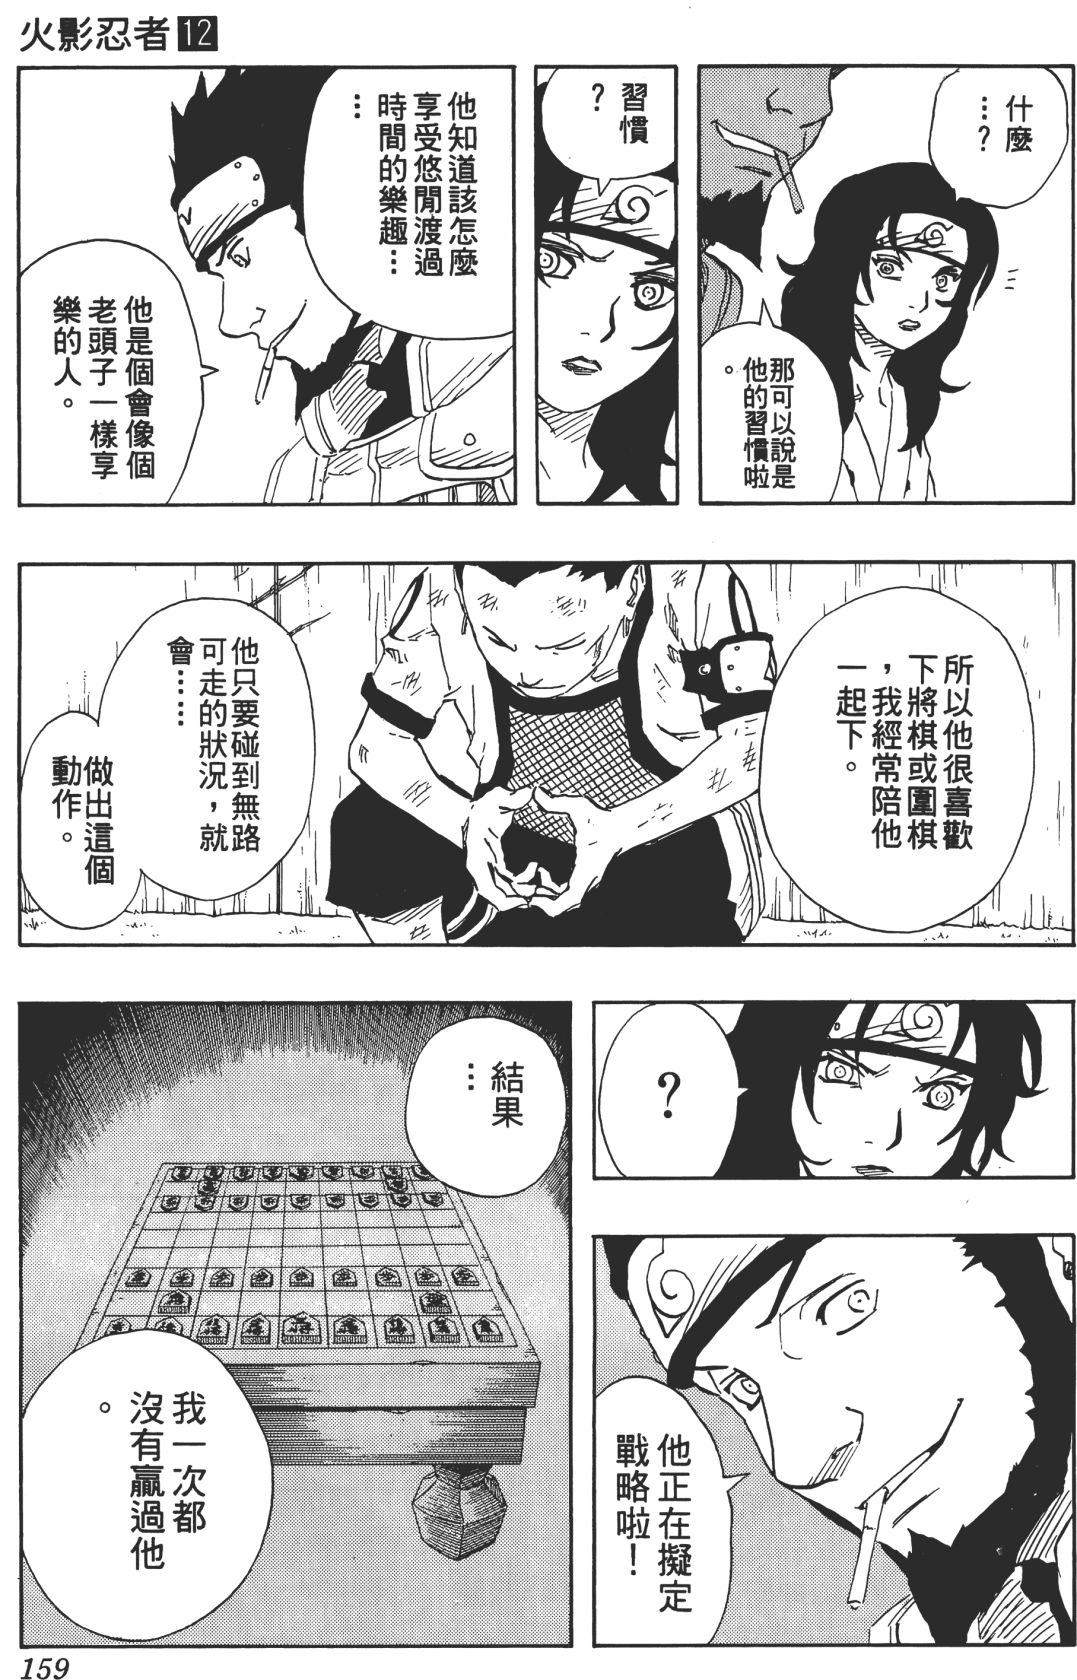 火影忍者12
什麼
…？
那可以說是
他的習慣啦
。
習慣
？
他知道該怎麼
享受悠閒渡過
時間的樂趣…
…
他是個會像個
老頭子一樣享
樂的人。
所以他很喜歡
下將棋或圍棋
，我經常陪他
一起下。
他只要碰到無路
可走的狀況，就
會……
做出這個
動作。
？
他正在擬定
戰略啦！
結果
…
我一次都
沒有贏過他
。
159